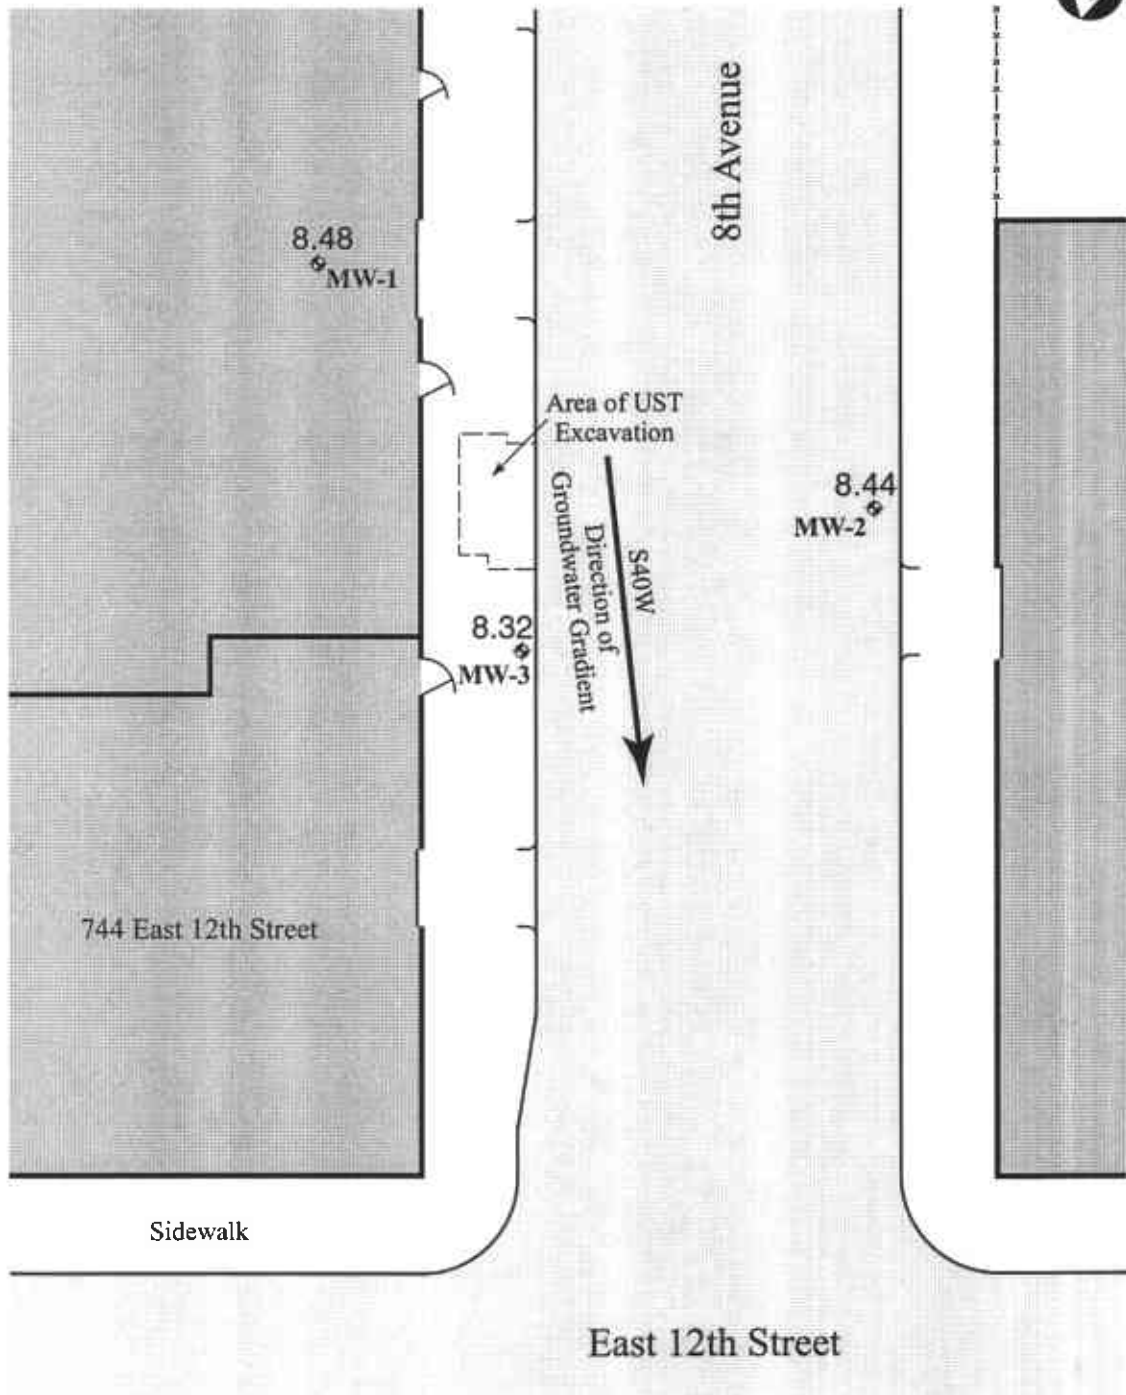 8th Avenue
8.48
MW-1
Area of UST
Excavation
8.44
MW-2
S40W
Direction of
Groundwater Gradient
8.32
MW-3
744 East 12th Street
Sidewalk
East 12th Street